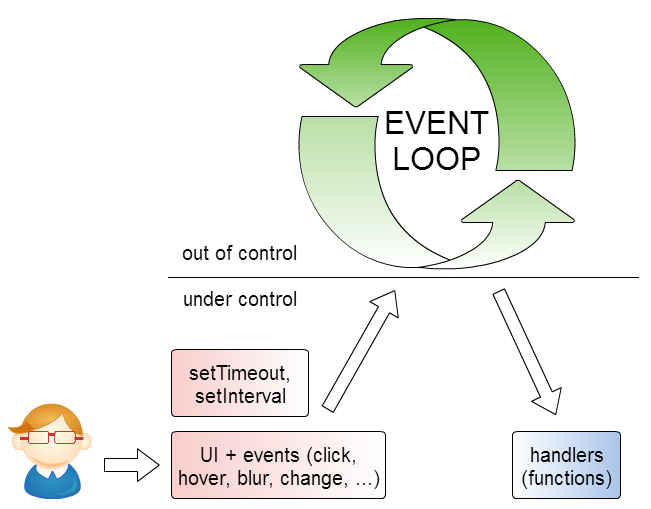 EVENT
LOOP
out of control
under control
setTimeout,
setInterval
UI + events (click,
hover, blur, change, ...)
handlers
(functions)